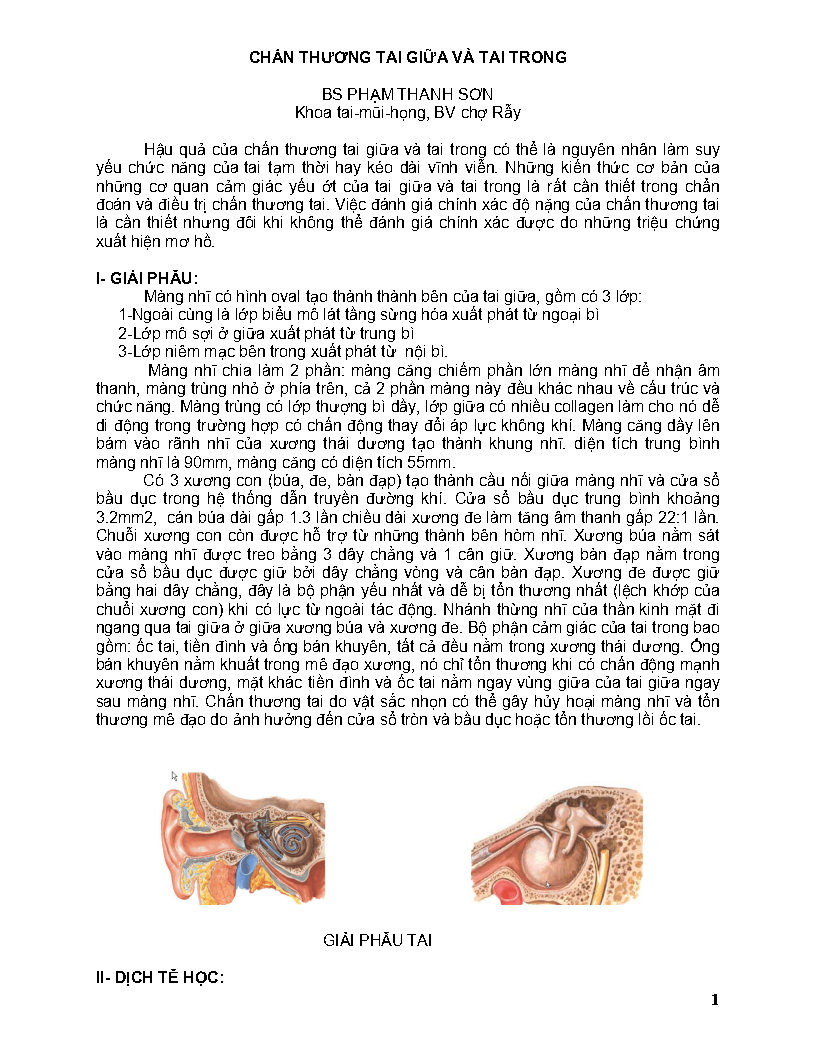 CHẤN THƯƠNG TAI GIỮA VÀ TAI TRONG
BS PHẠM THANH SƠN
Khoa tai-mũi-họng, BV chợ Rẫy
Hậu quả của chấn thương tai giữa và tai trong có thể là nguyên nhân làm suy
yếu chức năng của tai tạm thời hay kéo dài vĩnh viễn. Những kiến thức cơ bản của
những cơ quan cảm giác yếu ớt của tai giữa và tai trong là rất cần thiết trong chẩn
đoán và điều trị chấn thương tai. Việc đánh giá chính xác độ nặng của chấn thương tai
là cần thiết nhưng đôi khi không thể đánh giá chính xác được do những triệu chứng
xuất hiện mơ hồ.
I- GIẢI PHẪU:
Màng nhĩ có hình oval tạo thành thành bên của tai giữa, gồm có 3 lớp:
1-Ngoài cùng là lớp biểu mô lát tầng sừng hóa xuất phát từ ngoại bì
2-Lớp mô sợi ở giữa xuất phát từ trung bì
3-Lớp niêm mạc bên trong xuất phát từ nội bì.
Màng nhĩ chia làm 2 phần: màng căng chiếm phần lớn màng nhĩ để nhận âm
thanh, màng trùng nhỏ ở phía trên, cả 2 phần màng này đều khác nhau về cấu trúc và
chức năng. Màng trùng có lớp thượng bì dầy, lớp giữa có nhiều collagen làm cho nó dễ
di động trong trường hợp có chấn động thay đổi áp lực không khí. Màng căng dầy lên
bám vào rãnh nhĩ của xương thái dương tạo thành khung nhĩ. diện tích trung bình
màng nhĩ là 90mm, màng căng có diện tích 55mm.
Có 3 xương con (búa, đe, bàn đạp) tạo thành cầu nối giữa màng nhĩ và cửa sổ
bầu dục trong hệ thống dẫn truyền đường khí. Cửa sổ bầu dục trung bình khoảng
3.2mm2, cán búa dài gấp 1.3 lần chiều dài xương đe làm tăng âm thanh gấp 22:1 lần.
Chuỗi xương con còn được hỗ trợ từ những thành bên hòm nhĩ. Xương búa nằm sát
vào màng nhĩ được treo bằng 3 dây chằng và 1 cân giữ. Xương bàn đạp nằm trong
cửa sổ bầu dục được giữ bởi dây chằng vòng và cân bàn đạp. Xương đe được giữ
bằng hai dây chằng, đây là bộ phận yếu nhất và dễ bị tổn thương nhất (lệch khớp của
chuổi xương con) khi có lực từ ngoài tác động. Nhánh thừng nhĩ của thần kinh mặt đi
ngang qua tai giữa ở giữa xương búa và xương đe. Bộ phận cảm giác của tai trong bao
gồm: ốc tai, tiền đình và ống bán khuyên, tất cả đều nằm trong xương thái dương. Ống
bán khuyên nằm khuất trong mê đạo xương, nó chỉ tổn thương khi có chấn động mạnh
xương thái dương, mặt khác tiền đình và ốc tai nằm ngay vùng giữa của tai giữa ngay
sau màng nhĩ. Chấn thương tai do vật sắc nhọn có thể gây hủy hoại màng nhĩ và tổn
thương mê đạo do ảnh hưởng đến cửa sổ tròn và bầu dục hoặc tổn thương lồi ốc tai.
GIẢI PHẪU TAI
II- DỊCH TỄ HỌC:
1